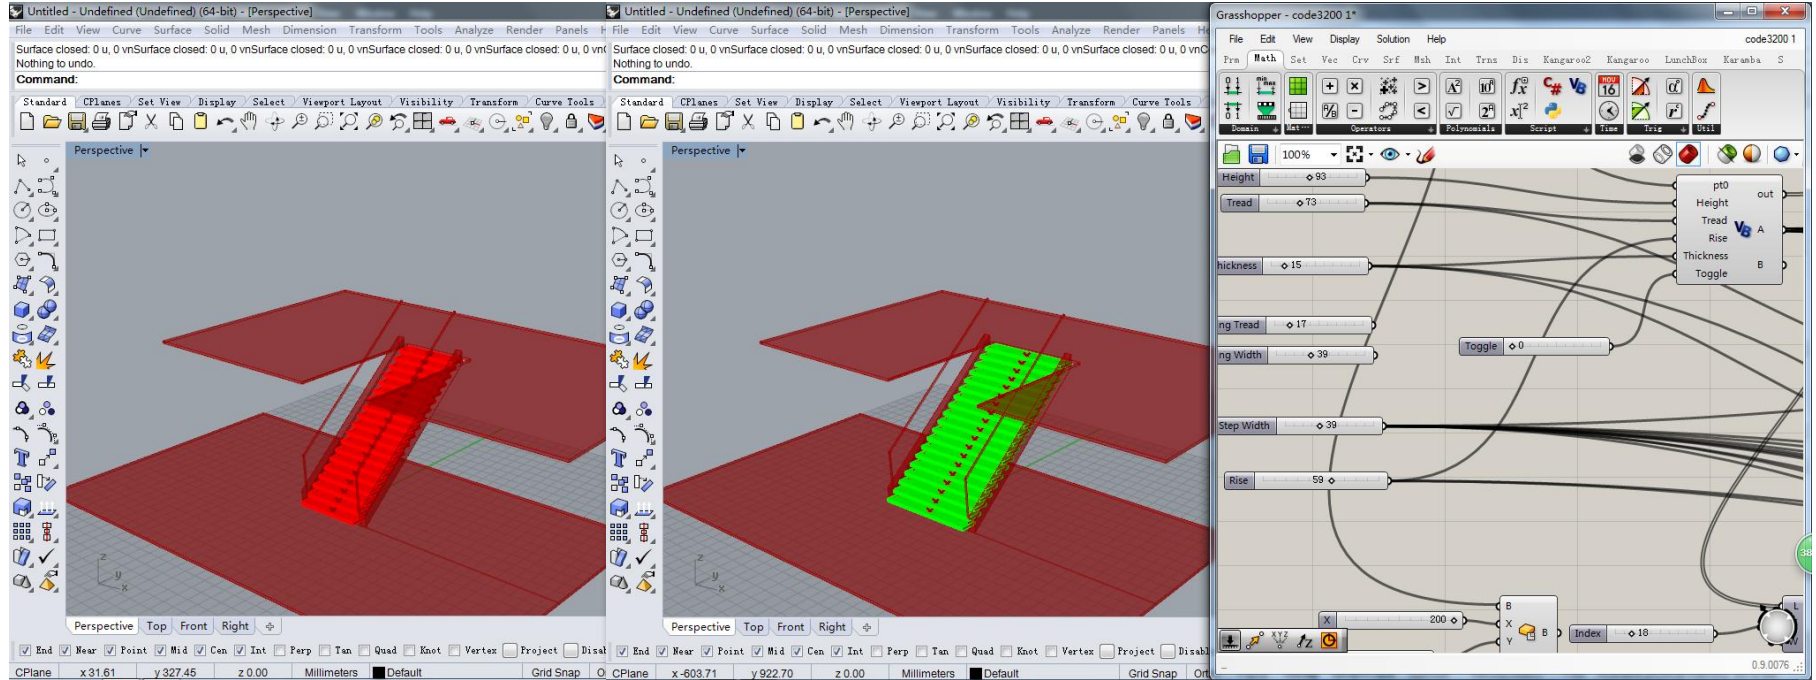 Untitled - Undefined (Undefined) (64-bit) - [Perspective]
File Edit View Curve Surface Solid Mesh Dimension Transform Tools Analyze Render Panels
Surface closed: 0 u, 0 vnSurface closed: 0 u, 0 vnSurface closed: 0 u, 0 vnSurface closed: 0 u, 0 vn
Nothing to undo.
Command:
Standard CPlanes Set View Display Select Viewport Layout Visibility Transform Curve Tools
Perspective
z
y
x
Perspective Top Front Right
End Near Point Mid Cen Int Perp Tan Quad Knot Vertex Project Disab
CPlane x 31.61 y 327.45 z 0.00 Millimeters Default Grid Snap
Untitled - Undefined (Undefined) (64-bit) - [Perspective]
File Edit View Curve Surface Solid Mesh Dimension Transform Tools Analyze Render Panels
Surface closed: 0 u, 0 vnSurface closed: 0 u, 0 vnSurface closed: 0 u, 0 vnSurface closed: 0 u, 0 vn
Nothing to undo.
Command:
Standard CPlanes Set View Display Select Viewport Layout Visibility Transform Curve Tools
Perspective
z
y
x
Perspective Top Front Right
End Near Point Mid Cen Int Perp Tan Quad Knot Vertex Project Disabl
CPlane x -603.71 y 922.70 z 0.00 Millimeters Default Grid Snap
Grasshopper - code3200 1*
File Edit View Display Solution Help code3200 1
Prm Math Set Vec Crv Srf Msh Int Trns Dis Kangaroo2 Kangaroo LunchBox Karamba S
Domain Mat... Operators Polynomials Script Time Trig Util
100%
Height 93
Tread 73
hickness 15
ng Tread 17
ng Width 39
Toggle 0
Step Width 39
Rise 59
pt0
Height
Tread
Rise
Thickness
Toggle
VB
out
A
B
X 200
B
X
Y
B
Index 18
L
W
38
0.9.0076